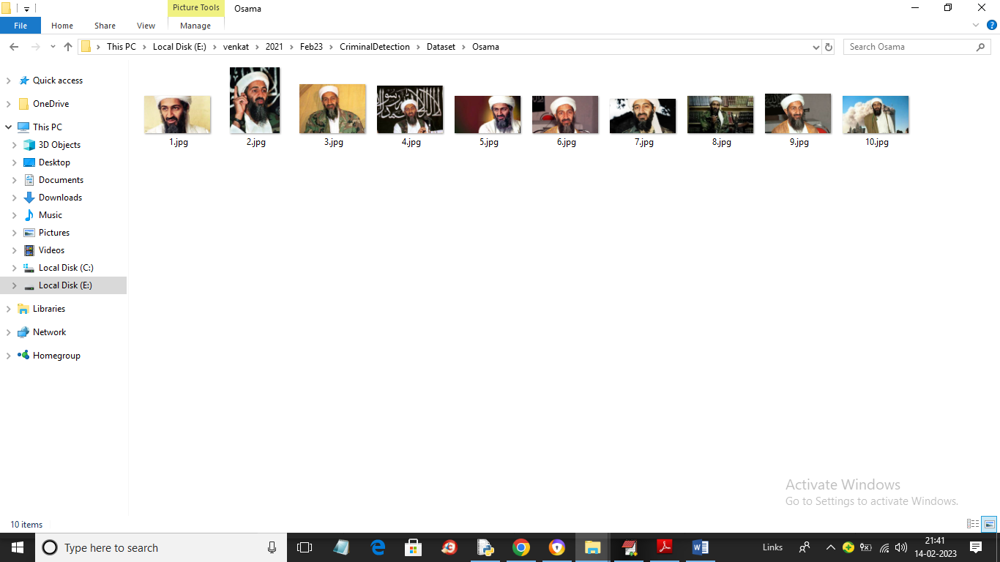 Picture Tools
Osama
File
Home
Share
View
Manage
This PC
Local Disk (E:)
venkat
2021
Feb23
CriminalDetection
Dataset
Osama
Search Osama
Quick access
OneDrive
This PC
3D Objects
Desktop
Documents
Downloads
Music
Pictures
Videos
Local Disk (C:)
Local Disk (E:)
Libraries
Network
Homegroup
1.jpg
2.jpg
3.jpg
4.jpg
5.jpg
6.jpg
7.jpg
8.jpg
9.jpg
10.jpg
Activate Windows
Go to Settings to activate Windows.
10 items
Type here to search
Links
21:41
14-02-2023